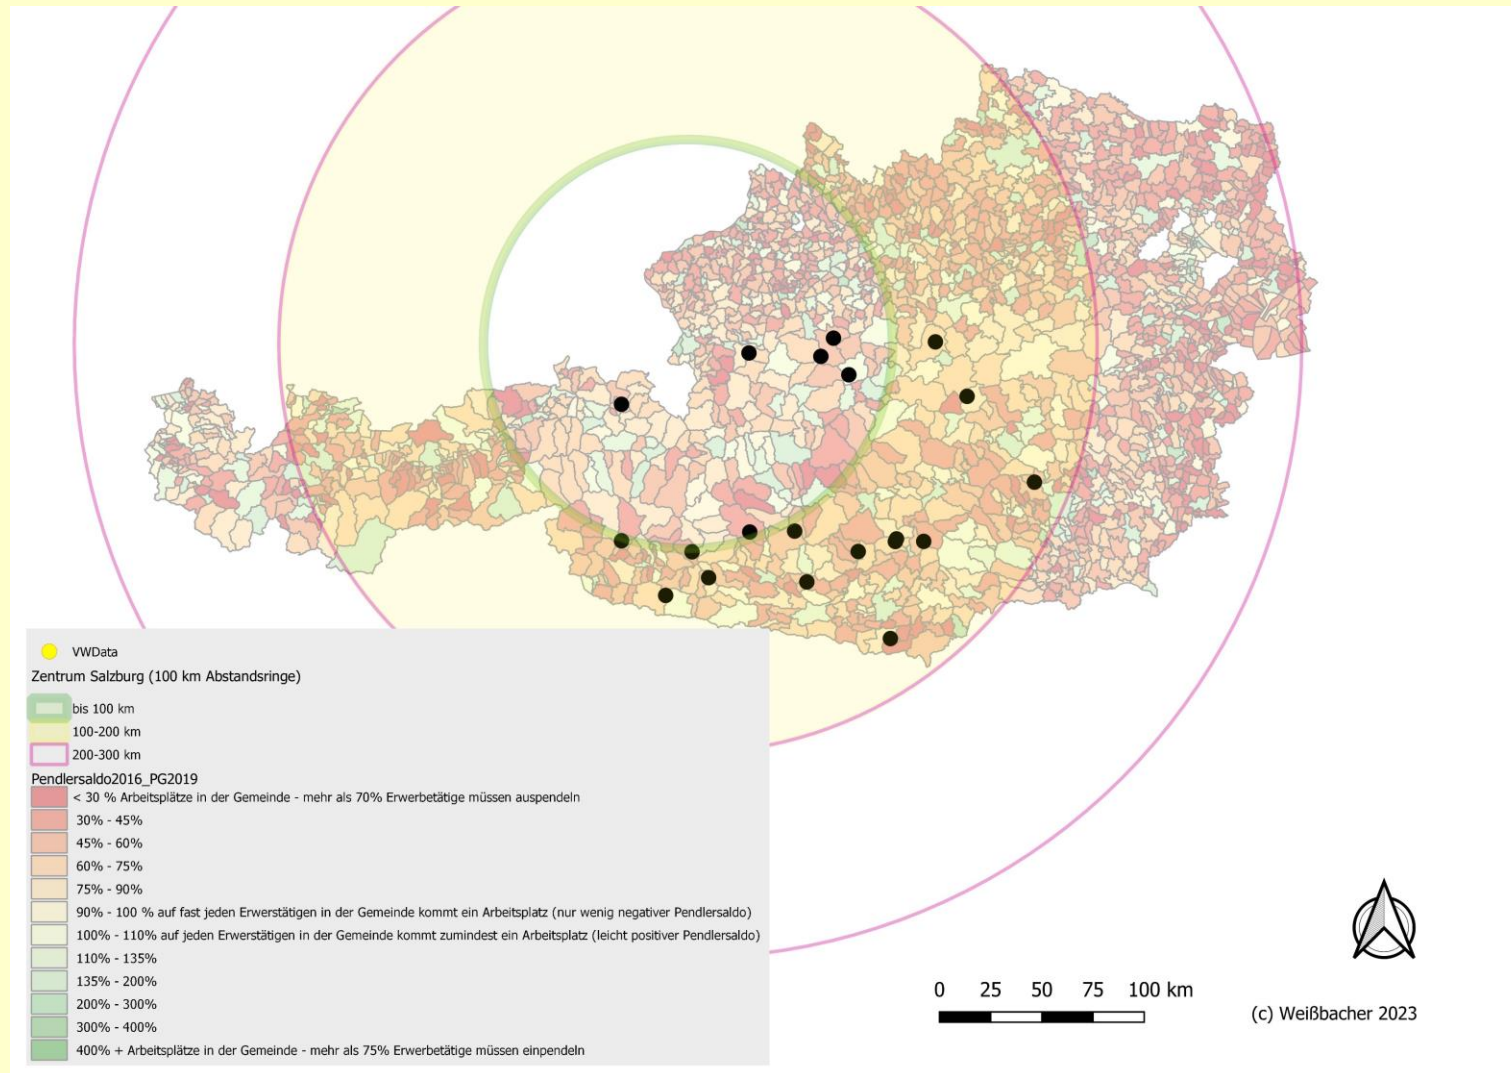 VWData
Zentrum Salzburg (100 km Abstandsringe)
bis 100 km
100-200 km
200-300 km
Pendlersaldo2016_PG2019
< 30 % Arbeitsplätze in der Gemeinde - mehr als 70% Erwerbetätige müssen auspendeln
30% - 45%
45% - 60%
60% - 75%
75% - 90%
90% - 100 % auf fast jeden Erwerstätigen in der Gemeinde kommt ein Arbeitsplatz (nur wenig negativer Pendlersaldo)
100% - 110% auf jeden Erwerstätigen in der Gemeinde kommt zumindest ein Arbeitsplatz (leicht positiver Pendlersaldo)
110% - 135%
135% - 200%
200% - 300%
300% - 400%
400% + Arbeitsplätze in der Gemeinde - mehr als 75% Erwerbetätige müssen einpendeln
0 25 50 75 100 km
(c) Weißbacher 2023